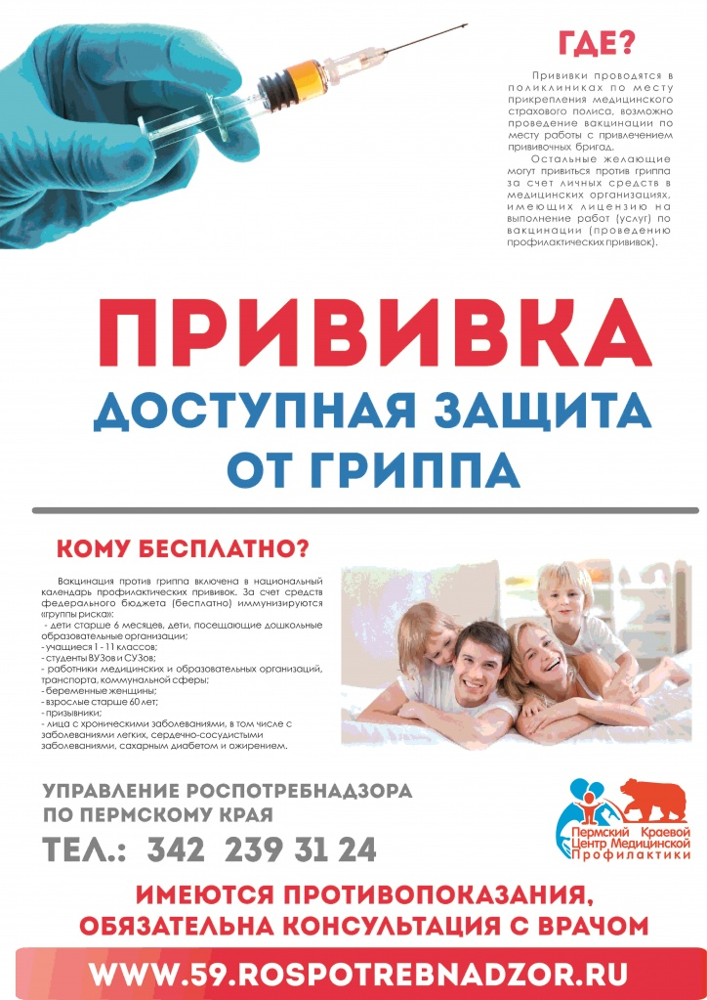 ГДЕ?
Прививки проводятся в
поликлиниках по месту
прикрепления медицинского
страхового полиса, возможно
проведение вакцинации по
месту работы с привлечением
прививочных бригад.
Остальные желающие
могут привиться против гриппа
за счет личных средств в
медицинских организациях,
имеющих лицензию на
выполнение работ (услуг) по
вакцинации (проведению
профилактических прививок).
ПРИВИВКА
ДОСТУПНАЯ ЗАЩИТА
ОТ ГРИППА
КОМУ БЕСПЛАТНО?
Вакцинация против гриппа включена в национальный
календарь профилактических прививок. За счет средств
федерального бюджета (бесплатно) иммунизируются
«группы риска»:
- дети старше 6 месяцев, дети, посещающие дошкольные
образовательные организации;
- учащиеся 1 - 11 классов;
- студенты ВУЗов и СУЗов;
- работники медицинских и образовательных организаций,
транспорта, коммунальной сферы;
- беременные женщины;
- взрослые старше 60 лет;
- призывники;
- лица с хроническими заболеваниями, в том числе с
заболеваниями легких, сердечно-сосудистыми
заболеваниями, сахарным диабетом и ожирением.
УПРАВЛЕНИЕ РОСПОТРЕБНАДЗОРА
ПО ПЕРМСКОМУ КРАЯ
ТЕЛ.: 342 239 31 24
Пермский Краевой
Центр Медицинской
Профилактики
ИМЕЮТСЯ ПРОТИВОПОКАЗАНИЯ,
ОБЯЗАТЕЛЬНА КОНСУЛЬТАЦИЯ С ВРАЧОМ
WWW.59.ROSPOTREBNADZOR.RU